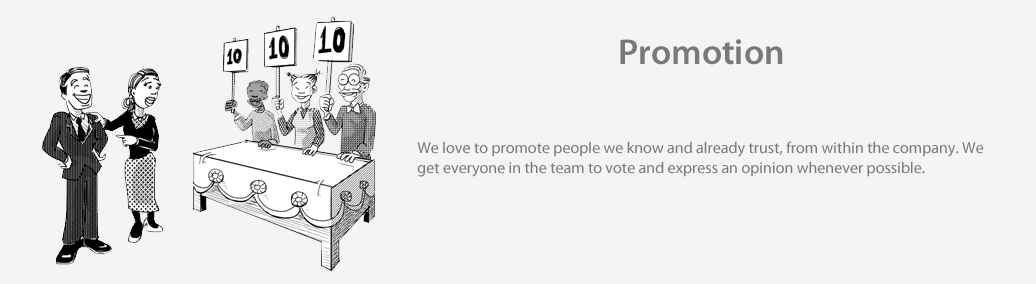 10 10 10
Promotion
We love to promote people we know and already trust, from within the company. We
get everyone in the team to vote and express an opinion whenever possible.